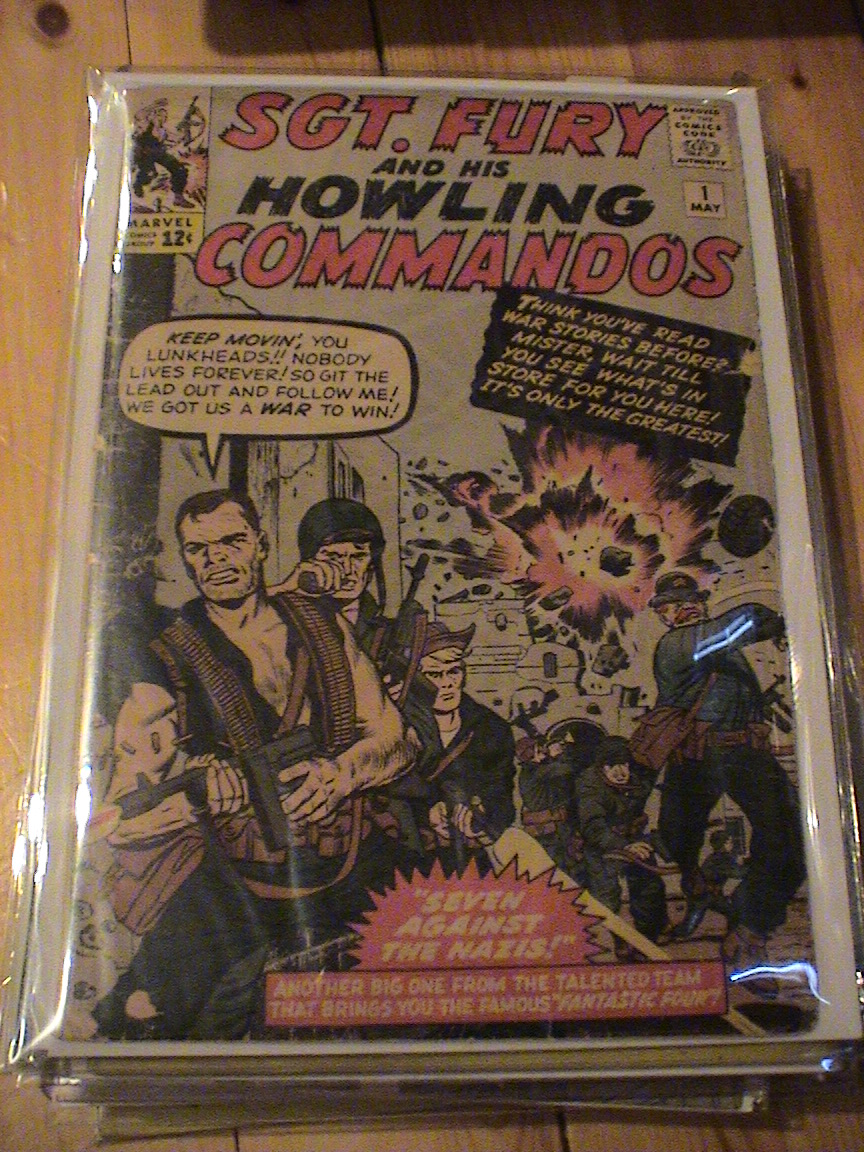 SGT. FURY
AND HIS
HOWLING
COMMANDOS
APPROVED
BY THE
COMICS
CODE
AUTHORITY
1
MAY
MARVEL
COMICS
GROUP 12¢
THINK YOU'VE READ
WAR STORIES BEFORE?
MISTER, WAIT TILL
YOU SEE WHAT'S IN
STORE FOR YOU HERE!
IT'S ONLY THE GREATEST!
KEEP MOVIN', YOU
LUNKHEADS!! NOBODY
LIVES FOREVER! SO GIT THE
LEAD OUT AND FOLLOW ME!
WE GOT US A WAR TO WIN!
"SEVEN
AGAINST
THE NAZIS!"
ANOTHER BIG ONE FROM THE TALENTED TEAM
THAT BRINGS YOU THE FAMOUS "FANTASTIC FOUR"!